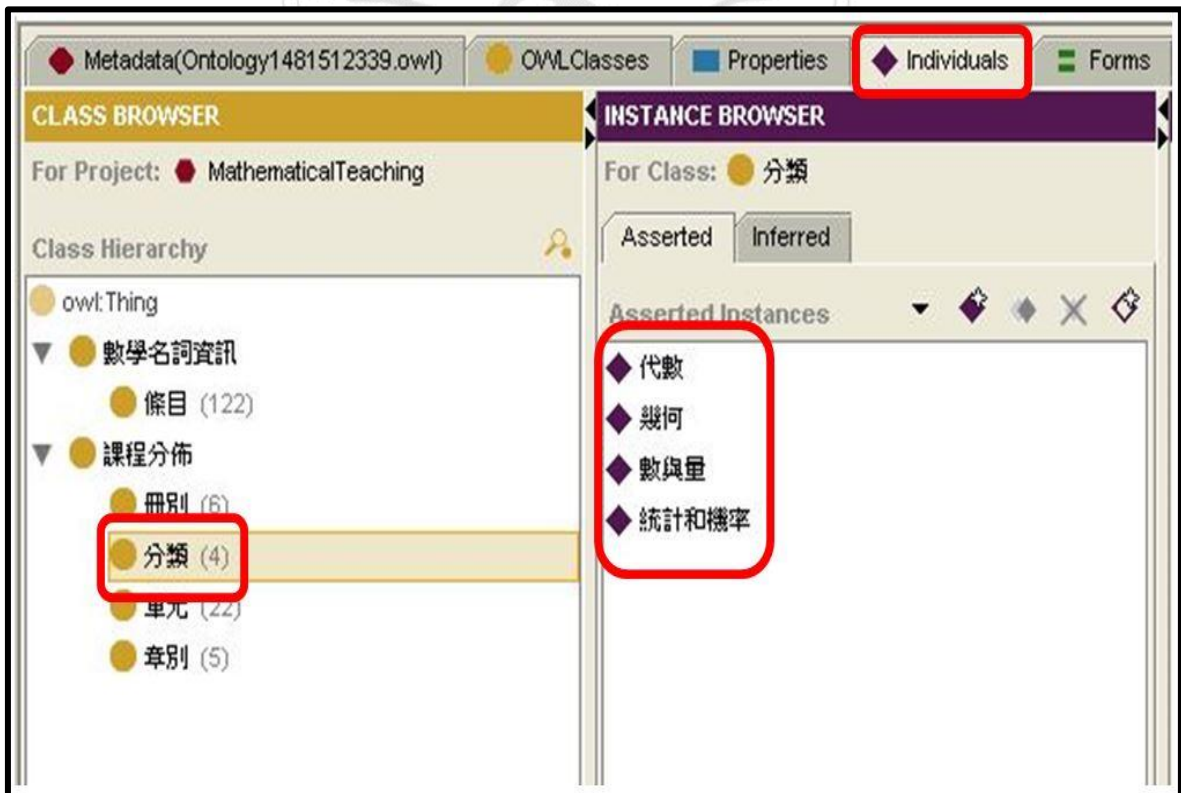 Metadata(Ontology1481512339.owl) OWLClasses Properties Individuals Forms
CLASS BROWSER
For Project: MathematicalTeaching
Class Hierarchy
owl:Thing
數學名詞資訊
條目 (122)
課程分佈
冊別 (6)
分類 (4)
單元 (22)
章別 (5)
INSTANCE BROWSER
For Class: 分類
Asserted Inferred
Asserted Instances
代數
幾何
數與量
統計和機率